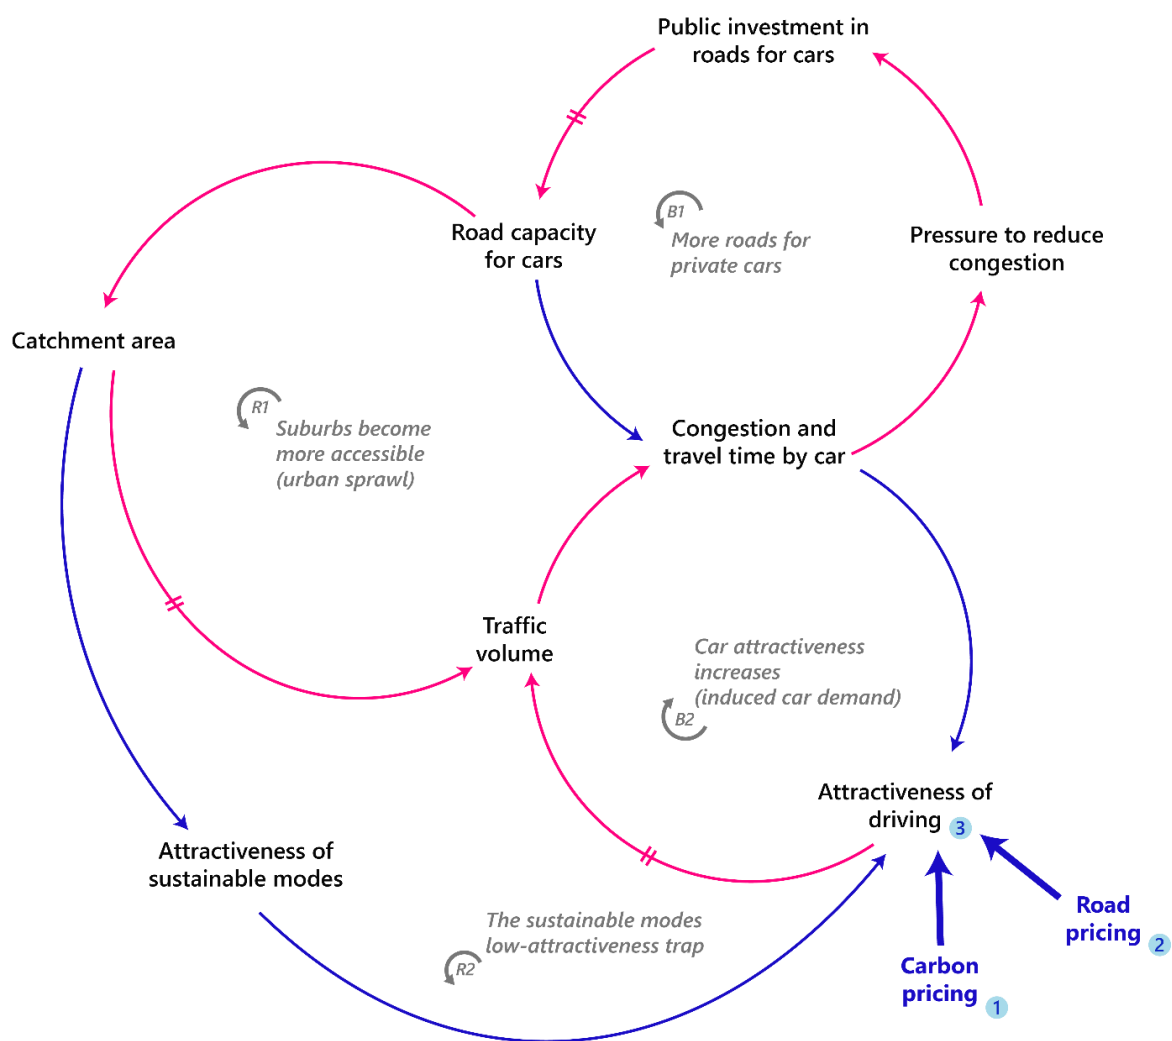 Public investment in
roads for cars
B1
More roads for
private cars
Road capacity
for cars
Pressure to reduce
congestion
Catchment area
R1
Suburbs become
more accessible
(urban sprawl)
Congestion and
travel time by car
Traffic
volume
Car attractiveness
increases
(induced car demand)
B2
Attractiveness of
driving 3
Attractiveness of
sustainable modes
The sustainable modes
low-attractiveness trap
R2
Road
pricing 2
Carbon
pricing 1